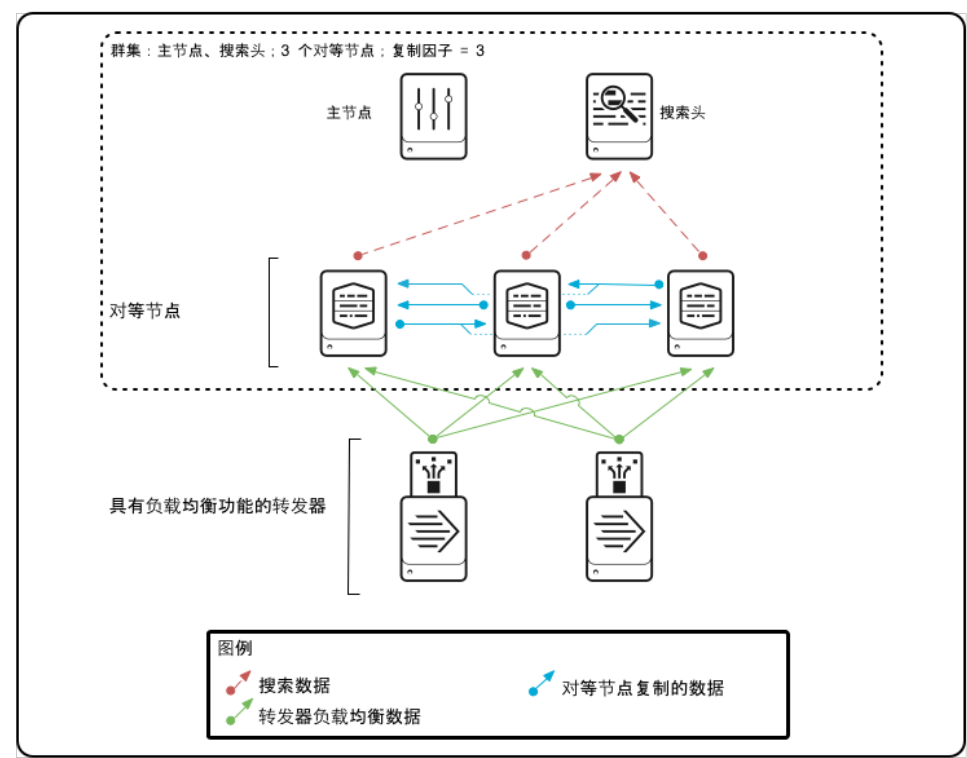 群集：主节点、搜索头；3 个对等节点；复制因子 = 3
主节点
搜索头
对等节点
具有负载均衡功能的转发器
图例
搜索数据
对等节点复制的数据
转发器负载均衡数据